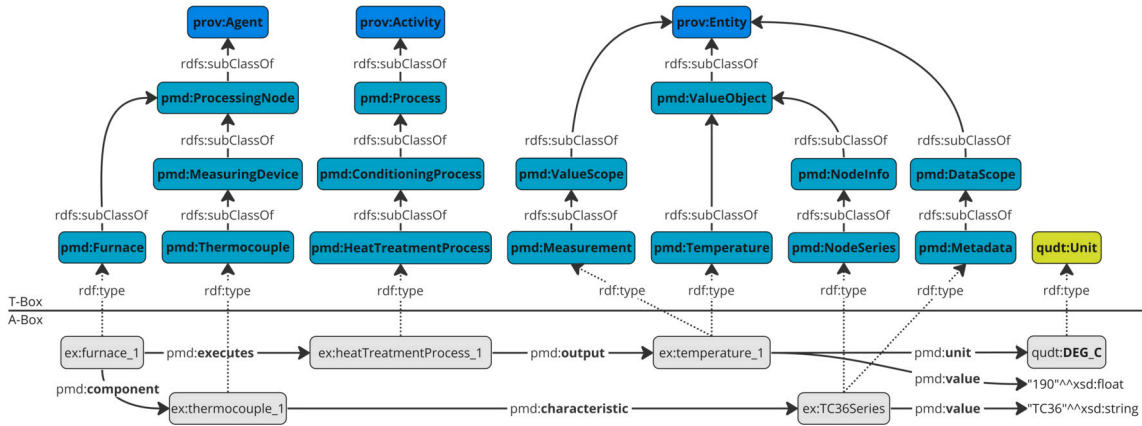 prov:Agent prov:Activity prov:Entity
rdfs:subClassOf rdfs:subClassOf rdfs:subClassOf
pmd:ProcessingNode pmd:Process pmd:ValueObject
rdfs:subClassOf rdfs:subClassOf rdfs:subClassOf rdfs:subClassOf rdfs:subClassOf
pmd:MeasuringDevice pmd:ConditioningProcess pmd:ValueScope pmd:NodeInfo pmd:DataScope
rdfs:subClassOf rdfs:subClassOf rdfs:subClassOf rdfs:subClassOf rdfs:subClassOf rdfs:subClassOf rdfs:subClassOf
pmd:Furnace pmd:Thermocouple pmd:HeatTreatmentProcess pmd:Measurement pmd:Temperature pmd:NodeSeries pmd:Metadata qudt:Unit
rdf:type rdf:type rdf:type rdf:type rdf:type rdf:type rdf:type rdf:type
T-Box
A-Box
ex:furnace_1 pmd:executes ex:heatTreatmentProcess_1 pmd:output ex:temperature_1 pmd:unit qudt:DEG_C
pmd:component pmd:value "190"^^xsd:float
ex:thermocouple_1 pmd:characteristic ex:TC36Series pmd:value "TC36"^^xsd:string